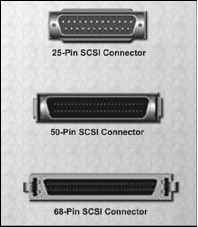 25-Pin SCSI Connector
50-Pin SCSI Connector
68-Pin SCSI Connector